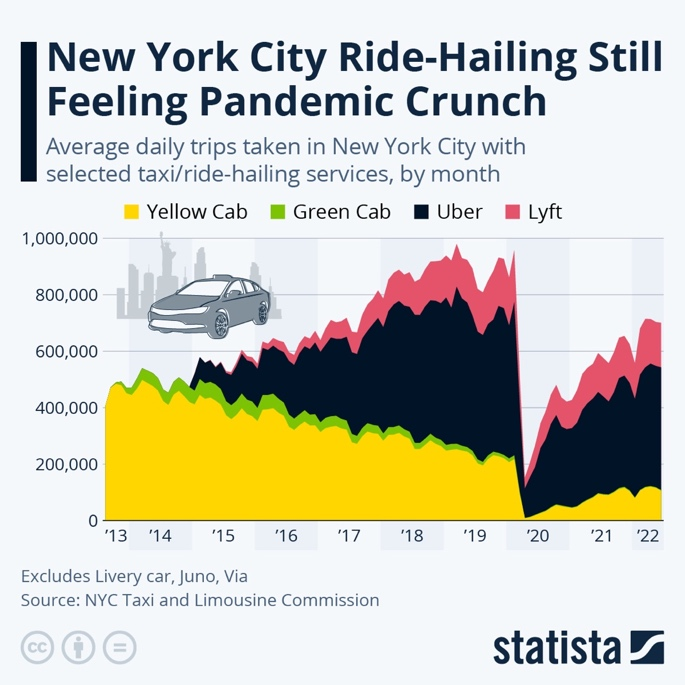 New York City Ride-Hailing Still
Feeling Pandemic Crunch
Average daily trips taken in New York City with
selected taxi/ride-hailing services, by month
Yellow Cab Green Cab Uber Lyft
1,000,000
800,000
600,000
400,000
200,000
0
'13 '14 '15 '16 '17 '18 '19 '20 '21 '22
Excludes Livery car, Juno, Via
Source: NYC Taxi and Limousine Commission
cc = statista